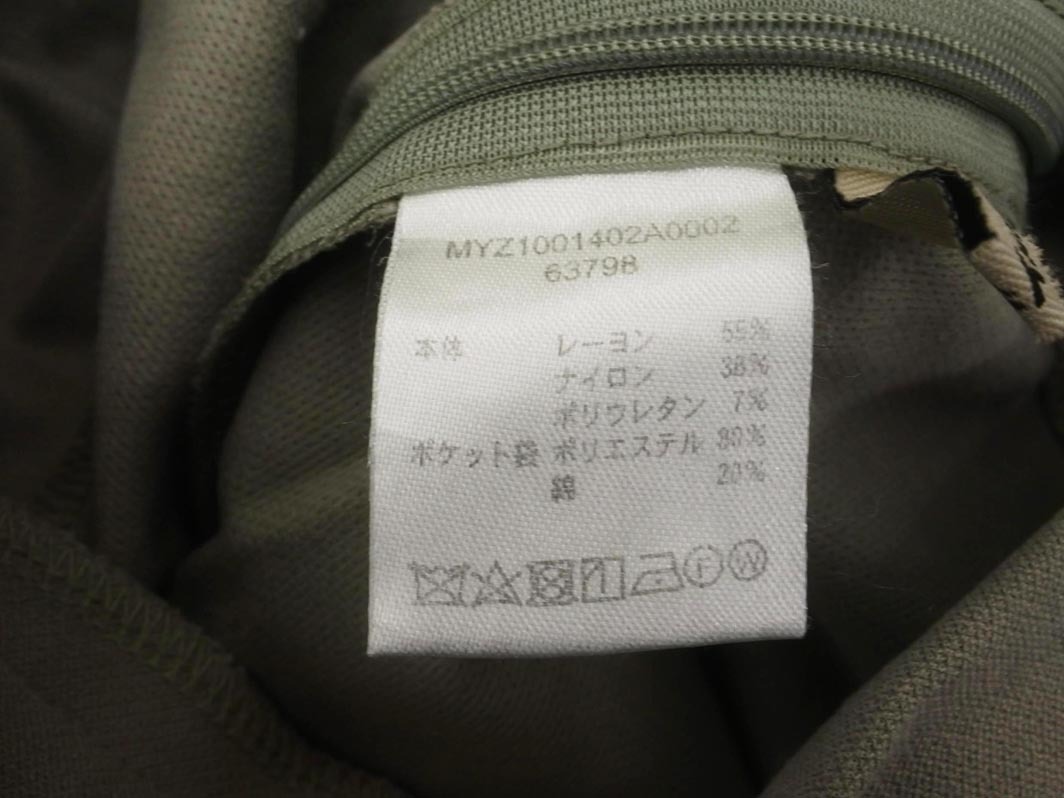 MYZ1001402A0002
63798
本体 レーヨン 55%
ナイロン 38%
ポリウレタン 7%
ポケット袋 ポリエステル 80%
綿 20%
F W